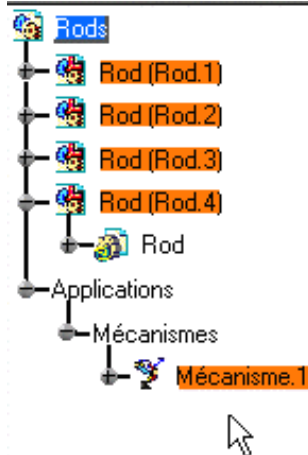 Rods
Rod (Rod.1)
Rod (Rod.2)
Rod (Rod.3)
Rod (Rod.4)
Rod
Applications
Mécanismes
Mécanisme.1